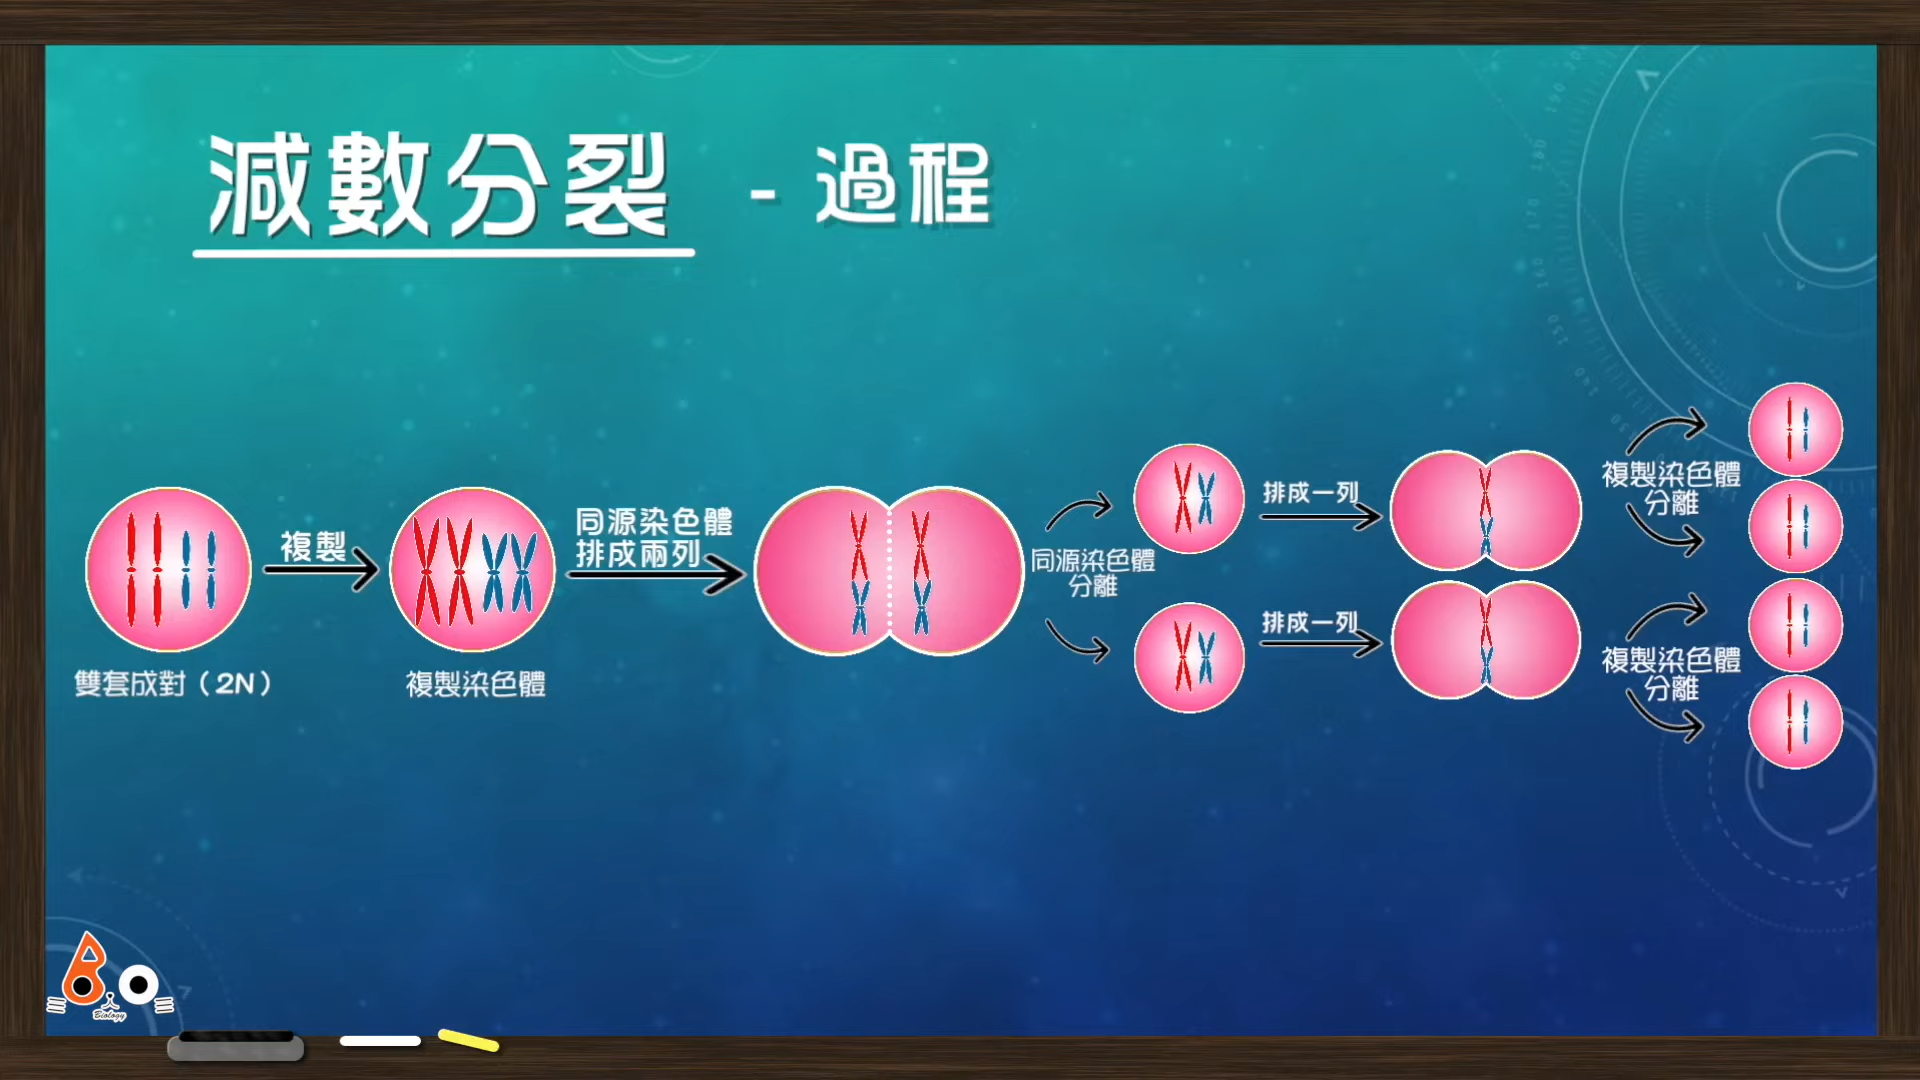 減數分裂 - 過程
雙套成對（2N）
複製
複製染色體
同源染色體
排成兩列
同源染色體
分離
排成一列
排成一列
複製染色體
分離
複製染色體
分離
Biology